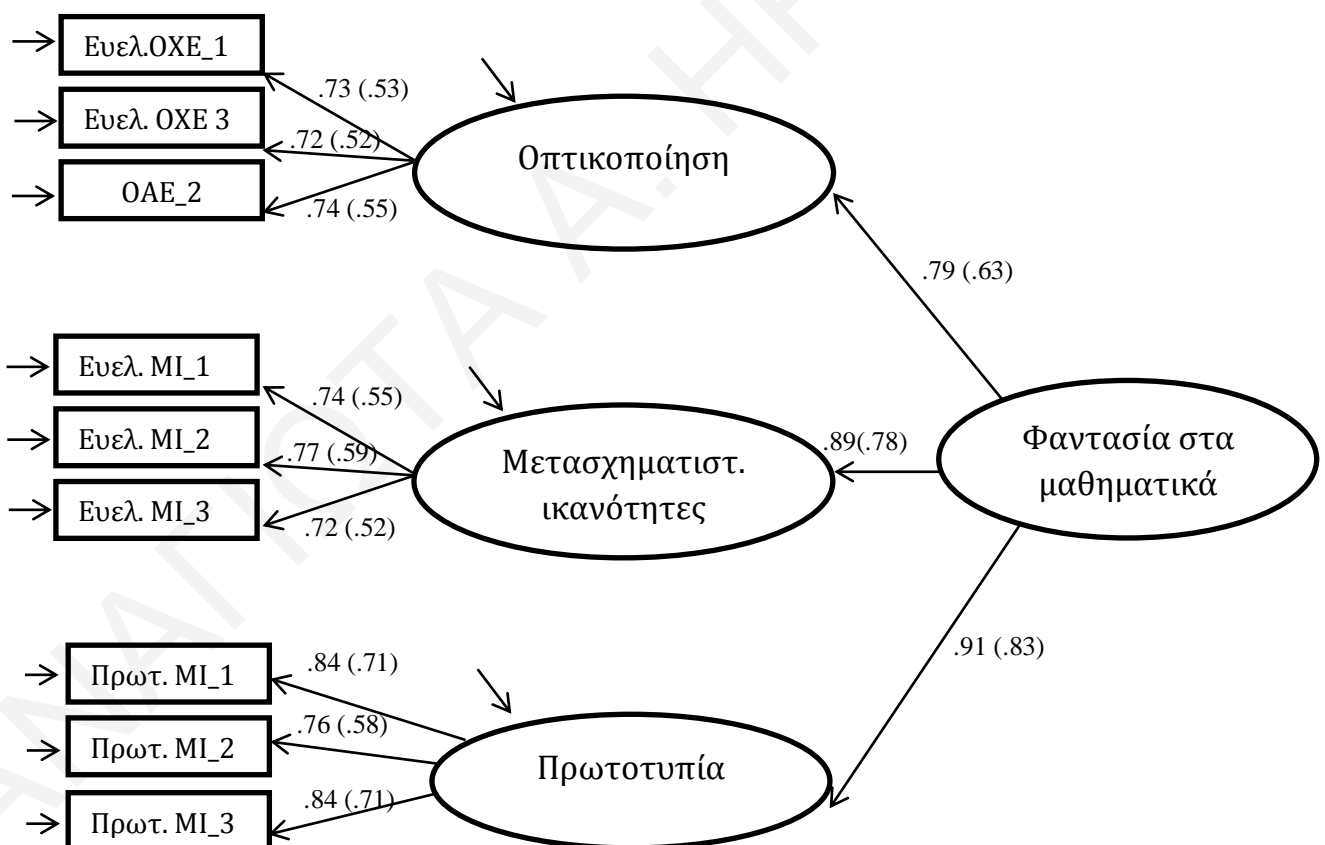 Ευελ.ΟΧΕ_1
.73 (.53)
Ευελ. ΟΧΕ 3
.72 (.52)
ΟΑΕ_2
.74 (.55)
Οπτικοποίηση
.79 (.63)
Ευελ. ΜΙ_1
.74 (.55)
Ευελ. ΜΙ_2
.77 (.59)
Ευελ. ΜΙ_3
.72 (.52)
Μετασχηματιστ.
ικανότητες
.89(.78)
Φαντασία στα
μαθηματικά
Πρωτ. ΜΙ_1
.84 (.71)
Πρωτ. ΜΙ_2
.76 (.58)
Πρωτ. ΜΙ_3
.84 (.71)
Πρωτοτυπία
.91 (.83)